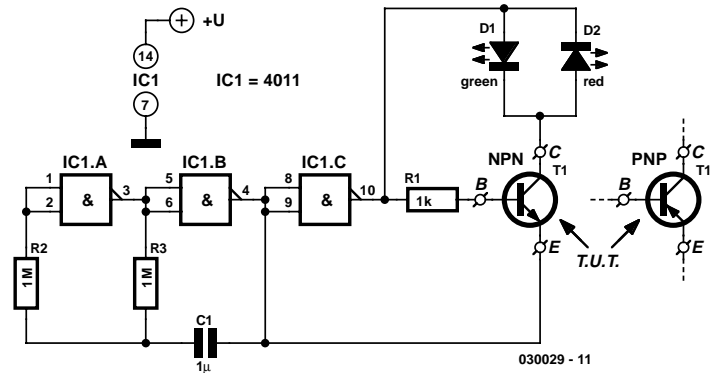 +U
14
IC1
7
IC1 = 4011
D1
green
D2
red
IC1.A
1
2
&
3
IC1.B
5
6
&
4
IC1.C
8
9
&
10
R1
1k
NPN
B
C
T1
E
PNP
B
C
T1
E
T.U.T.
R2
1M
R3
1M
C1
1µ
030029 - 11